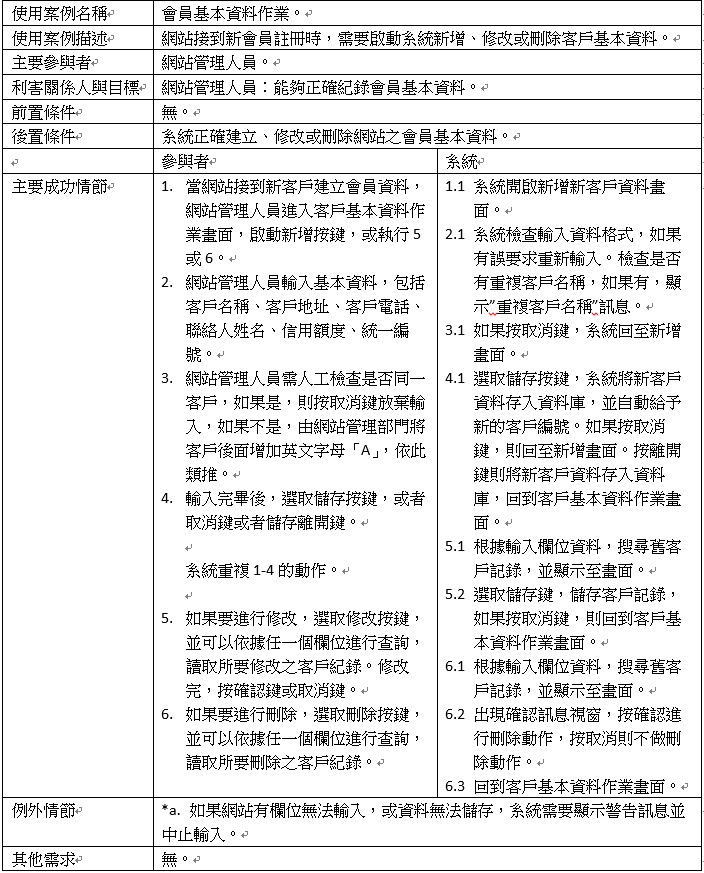 使用案例名稱 會員基本資料作業。
使用案例描述 網站接到新會員註冊時，需要啟動系統新增、修改或刪除客戶基本資料。
主要參與者 網站管理人員。
利害關係人與目標 網站管理人員：能夠正確紀錄會員基本資料。
前置條件 無。
後置條件 系統正確建立、修改或刪除網站之會員基本資料。
參與者 系統
主要成功情節
1. 當網站接到新客戶建立會員資料，
網站管理人員進入客戶基本資料作
業畫面，啟動新增按鍵，或執行 5
或 6。
2. 網站管理人員輸入基本資料，包括
客戶名稱、客戶地址、客戶電話、
聯絡人姓名、信用額度、統一編
號。
3. 網站管理人員需人工檢查是否同一
客戶，如果是，則按取消鍵放棄輸
入，如果不是，由網站管理部門將
客戶後面增加英文字母「A」，依此
類推。
4. 輸入完畢後，選取儲存按鍵，或者
取消鍵或者儲存離開鍵。
系統重複 1-4 的動作。
5. 如果要進行修改，選取修改按鍵，
並可以依據任一個欄位進行查詢，
讀取所要修改之客戶紀錄。修改
完，按確認鍵或取消鍵。
6. 如果要進行刪除，選取刪除按鍵，
並可以依據任一個欄位進行查詢，
讀取所要刪除之客戶紀錄。
1.1 系統開啟新增新客戶資料畫
面。
2.1 系統檢查輸入資料格式，如果
有誤要求重新輸入。檢查是否
有重複客戶名稱，如果有，顯
示"重複客戶名稱"訊息。
3.1 如果按取消鍵，系統回至新增
畫面。
4.1 選取儲存按鍵，系統將新客戶
資料存入資料庫，並自動給予
新的客戶編號。如果按取消
鍵，則回至新增畫面。按離開
鍵則將新客戶資料存入資料
庫，回到客戶基本資料作業畫
面。
5.1 根據輸入欄位資料，搜尋舊客
戶記錄，並顯示至畫面。
5.2 選取儲存鍵，儲存客戶記錄，
如果按取消鍵，則回到客戶基
本資料作業畫面。
6.1 根據輸入欄位資料，搜尋舊客
戶記錄，並顯示至畫面。
6.2 出現確認訊息視窗，按確認進
行刪除動作，按取消則不做刪
除動作。
6.3 回到客戶基本資料作業畫面。
例外情節 *a. 如果網站有欄位無法輸入，或資料無法儲存，系統需要顯示警告訊息並
中止輸入。
其他需求 無。